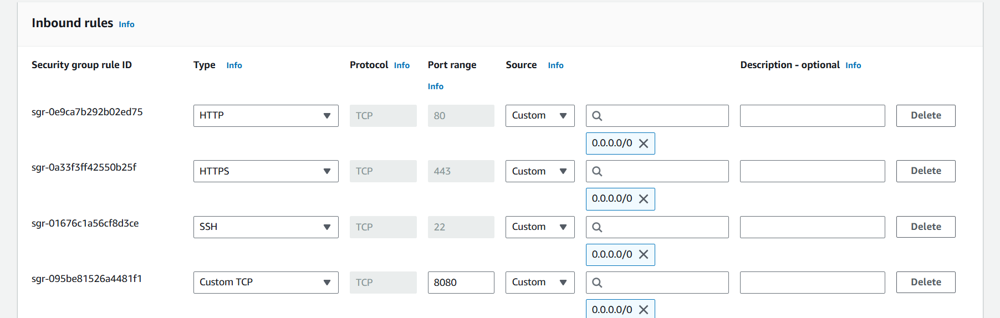 Inbound rules Info
Security group rule ID Type Info Protocol Info Port range Source Info Description - optional Info
Info
sgr-0e9ca7b292b02ed75 HTTP TCP 80 Custom Delete
0.0.0.0/0
sgr-0a33f3ff42550b25f HTTPS TCP 443 Custom Delete
0.0.0.0/0
sgr-01676c1a56cf8d3ce SSH TCP 22 Custom Delete
0.0.0.0/0
sgr-095be81526a4481f1 Custom TCP TCP 8080 Custom Delete
0.0.0.0/0